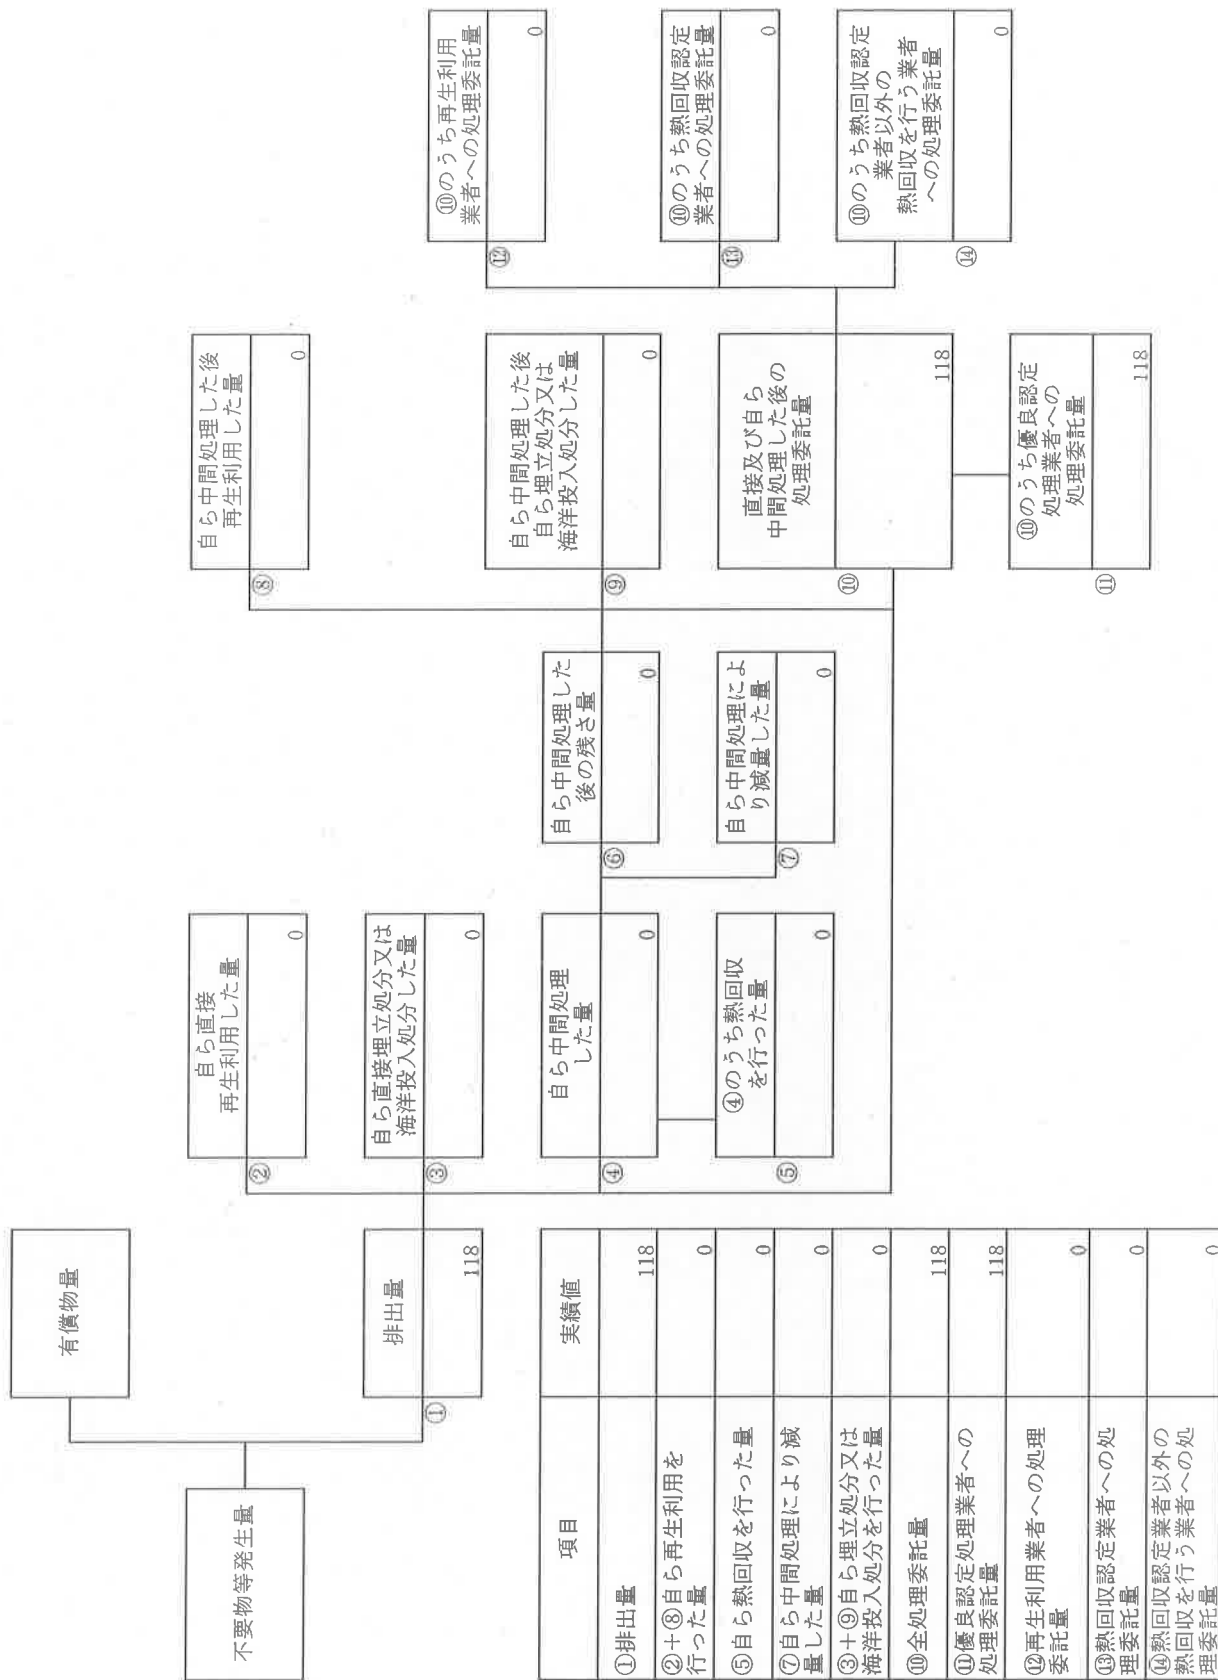 不要物等発生量
有償物量
排出量
①
118
自ら直接
再生利用した量
②
0
自ら直接埋立処分又は
海洋投入処分した量
③
0
自ら中間処理
した量
④
0
④のうち熱回収
を行った量
⑤
0
自ら中間処理した
後の残さ量
⑥
0
自ら中間処理によ
り減量した量
⑦
0
自ら中間処理した後
再生利用した量
⑧
0
自ら中間処理した後
自ら埋立処分又は
海洋投入処分した量
⑨
0
直接及び自ら
中間処理した後の
処理委託量
⑩
118
⑩のうち優良認定
処理業者への
処理委託量
⑪
118
⑩のうち再生利用
業者への処理委託量
⑫
0
⑩のうち熱回収認定
業者への処理委託量
⑬
0
⑩のうち熱回収認定
業者以外の
熱回収を行う業者
への処理委託量
⑭
0
項目
実績値
①排出量
118
②+⑧自ら再生利用を
行った量
0
⑤自ら熱回収を行った量
0
⑦自ら中間処理により減
量した量
0
③+⑨自ら埋立処分又は
海洋投入処分を行った量
0
⑩全処理委託量
118
⑪優良認定処理業者への
処理委託量
118
⑫再生利用業者への処理
委託量
0
⑬熱回収認定業者への処
理委託量
0
⑭熱回収認定業者以外の
熱回収を行う業者への処
理委託量
0